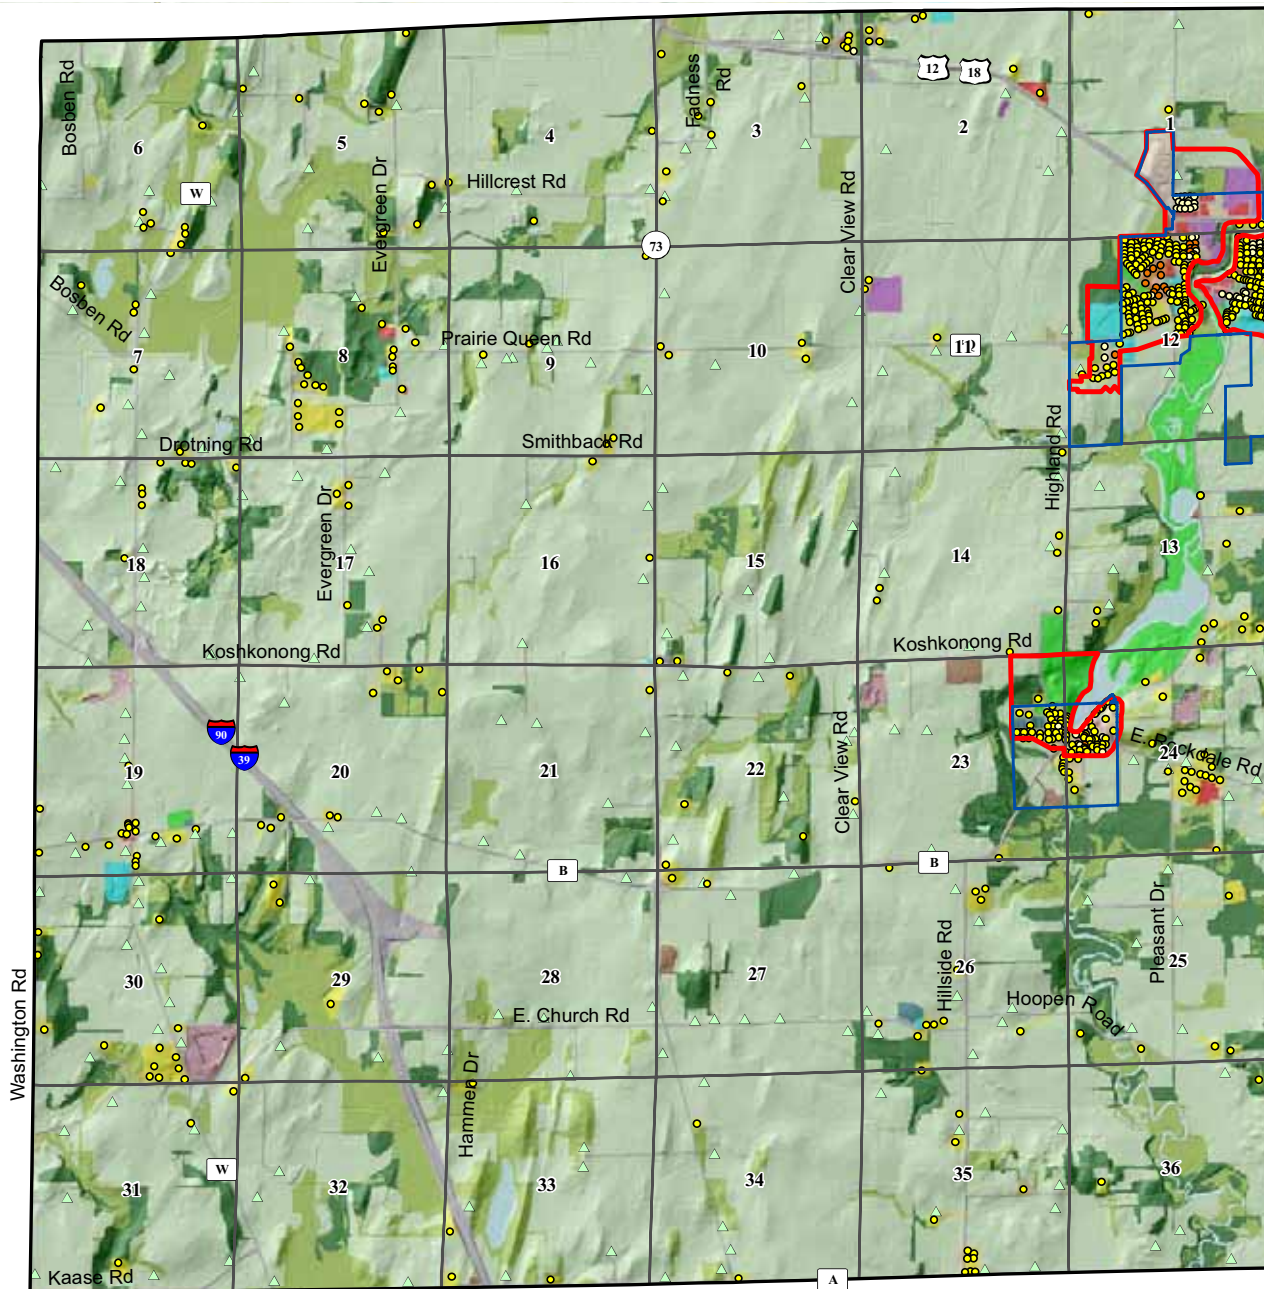 12
18
Bosben Rd
Fadness
Rd
6
5
4
3
2
1
W
Evergreen Dr
Hillcrest Rd
Clear View Rd
73
Bosben Rd
Prairie Queen Rd
7
8
9
10
11
12
Drotning Rd
Smithback Rd
Highland Rd
Evergreen Dr
18
17
16
15
14
13
Koshkonong Rd
Koshkonong Rd
90
39
Clear View Rd
E. Rockdale Rd
19
20
21
22
23
24
B
B
Pleasant Dr
Hillside Rd
30
29
28
27
26
25
Washington Rd
E. Church Rd
Hoopen Road
Hammen Dr
W
31
32
33
34
35
36
Kaase Rd
A